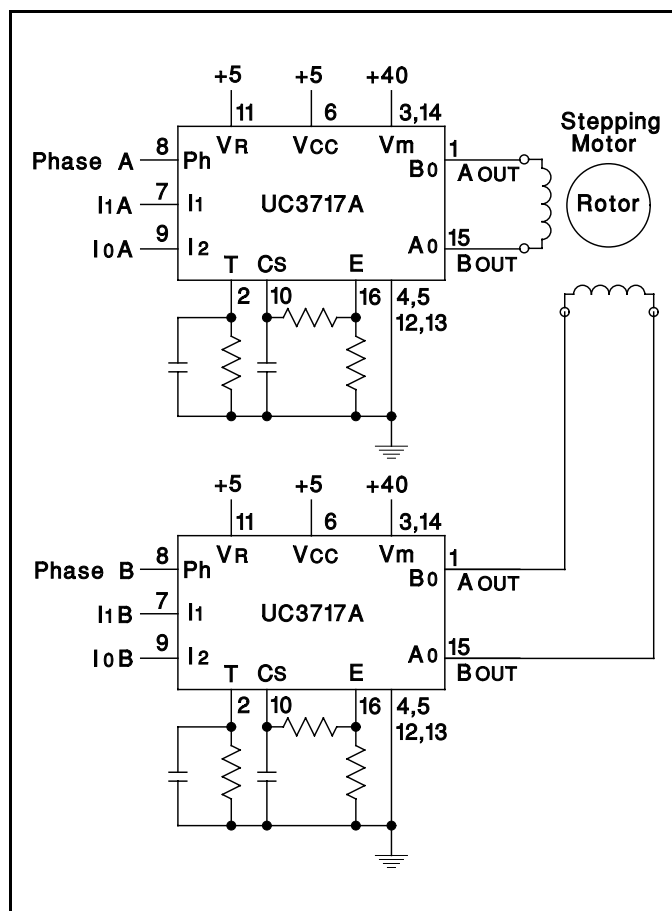 +5 +5 +40
11 6 3,14
VR VCC Vm
Stepping
Motor
Phase A 8 Ph
B0 1 A OUT
I1A 7 I1
UC3717A
Rotor
I0A 9 I2
A0 15 B OUT
T CS E
2 10 16 4,5
12,13
+5 +5 +40
11 6 3,14
VR VCC Vm
Phase B 8 Ph
B0 1 A OUT
I1B 7 I1
UC3717A
I0B 9 I2
A0 15 B OUT
T CS E
2 10 16 4,5
12,13